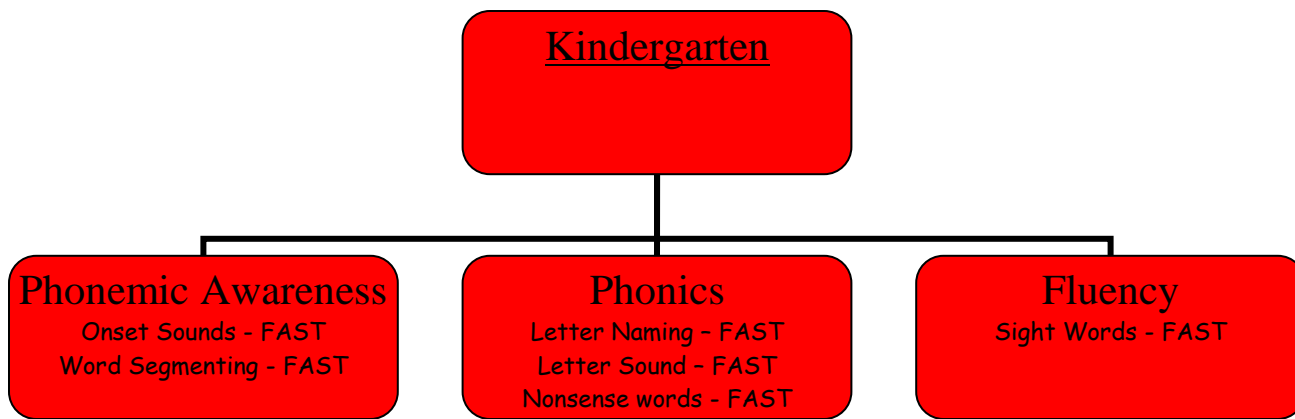 Kindergarten
Phonemic Awareness
Onset Sounds - FAST
Word Segmenting - FAST
Phonics
Letter Naming – FAST
Letter Sound – FAST
Nonsense words - FAST
Fluency
Sight Words - FAST